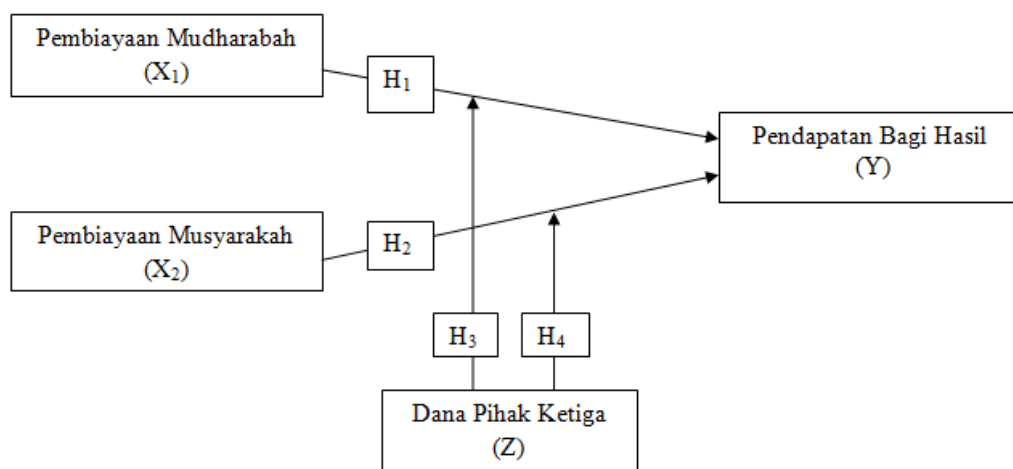 Pembiayaan Mudharabah
(X₁)
H₁
Pendapatan Bagi Hasil
(Y)
Pembiayaan Musyarakah
(X₂)
H₂
H₃
H₄
Dana Pihak Ketiga
(Z)